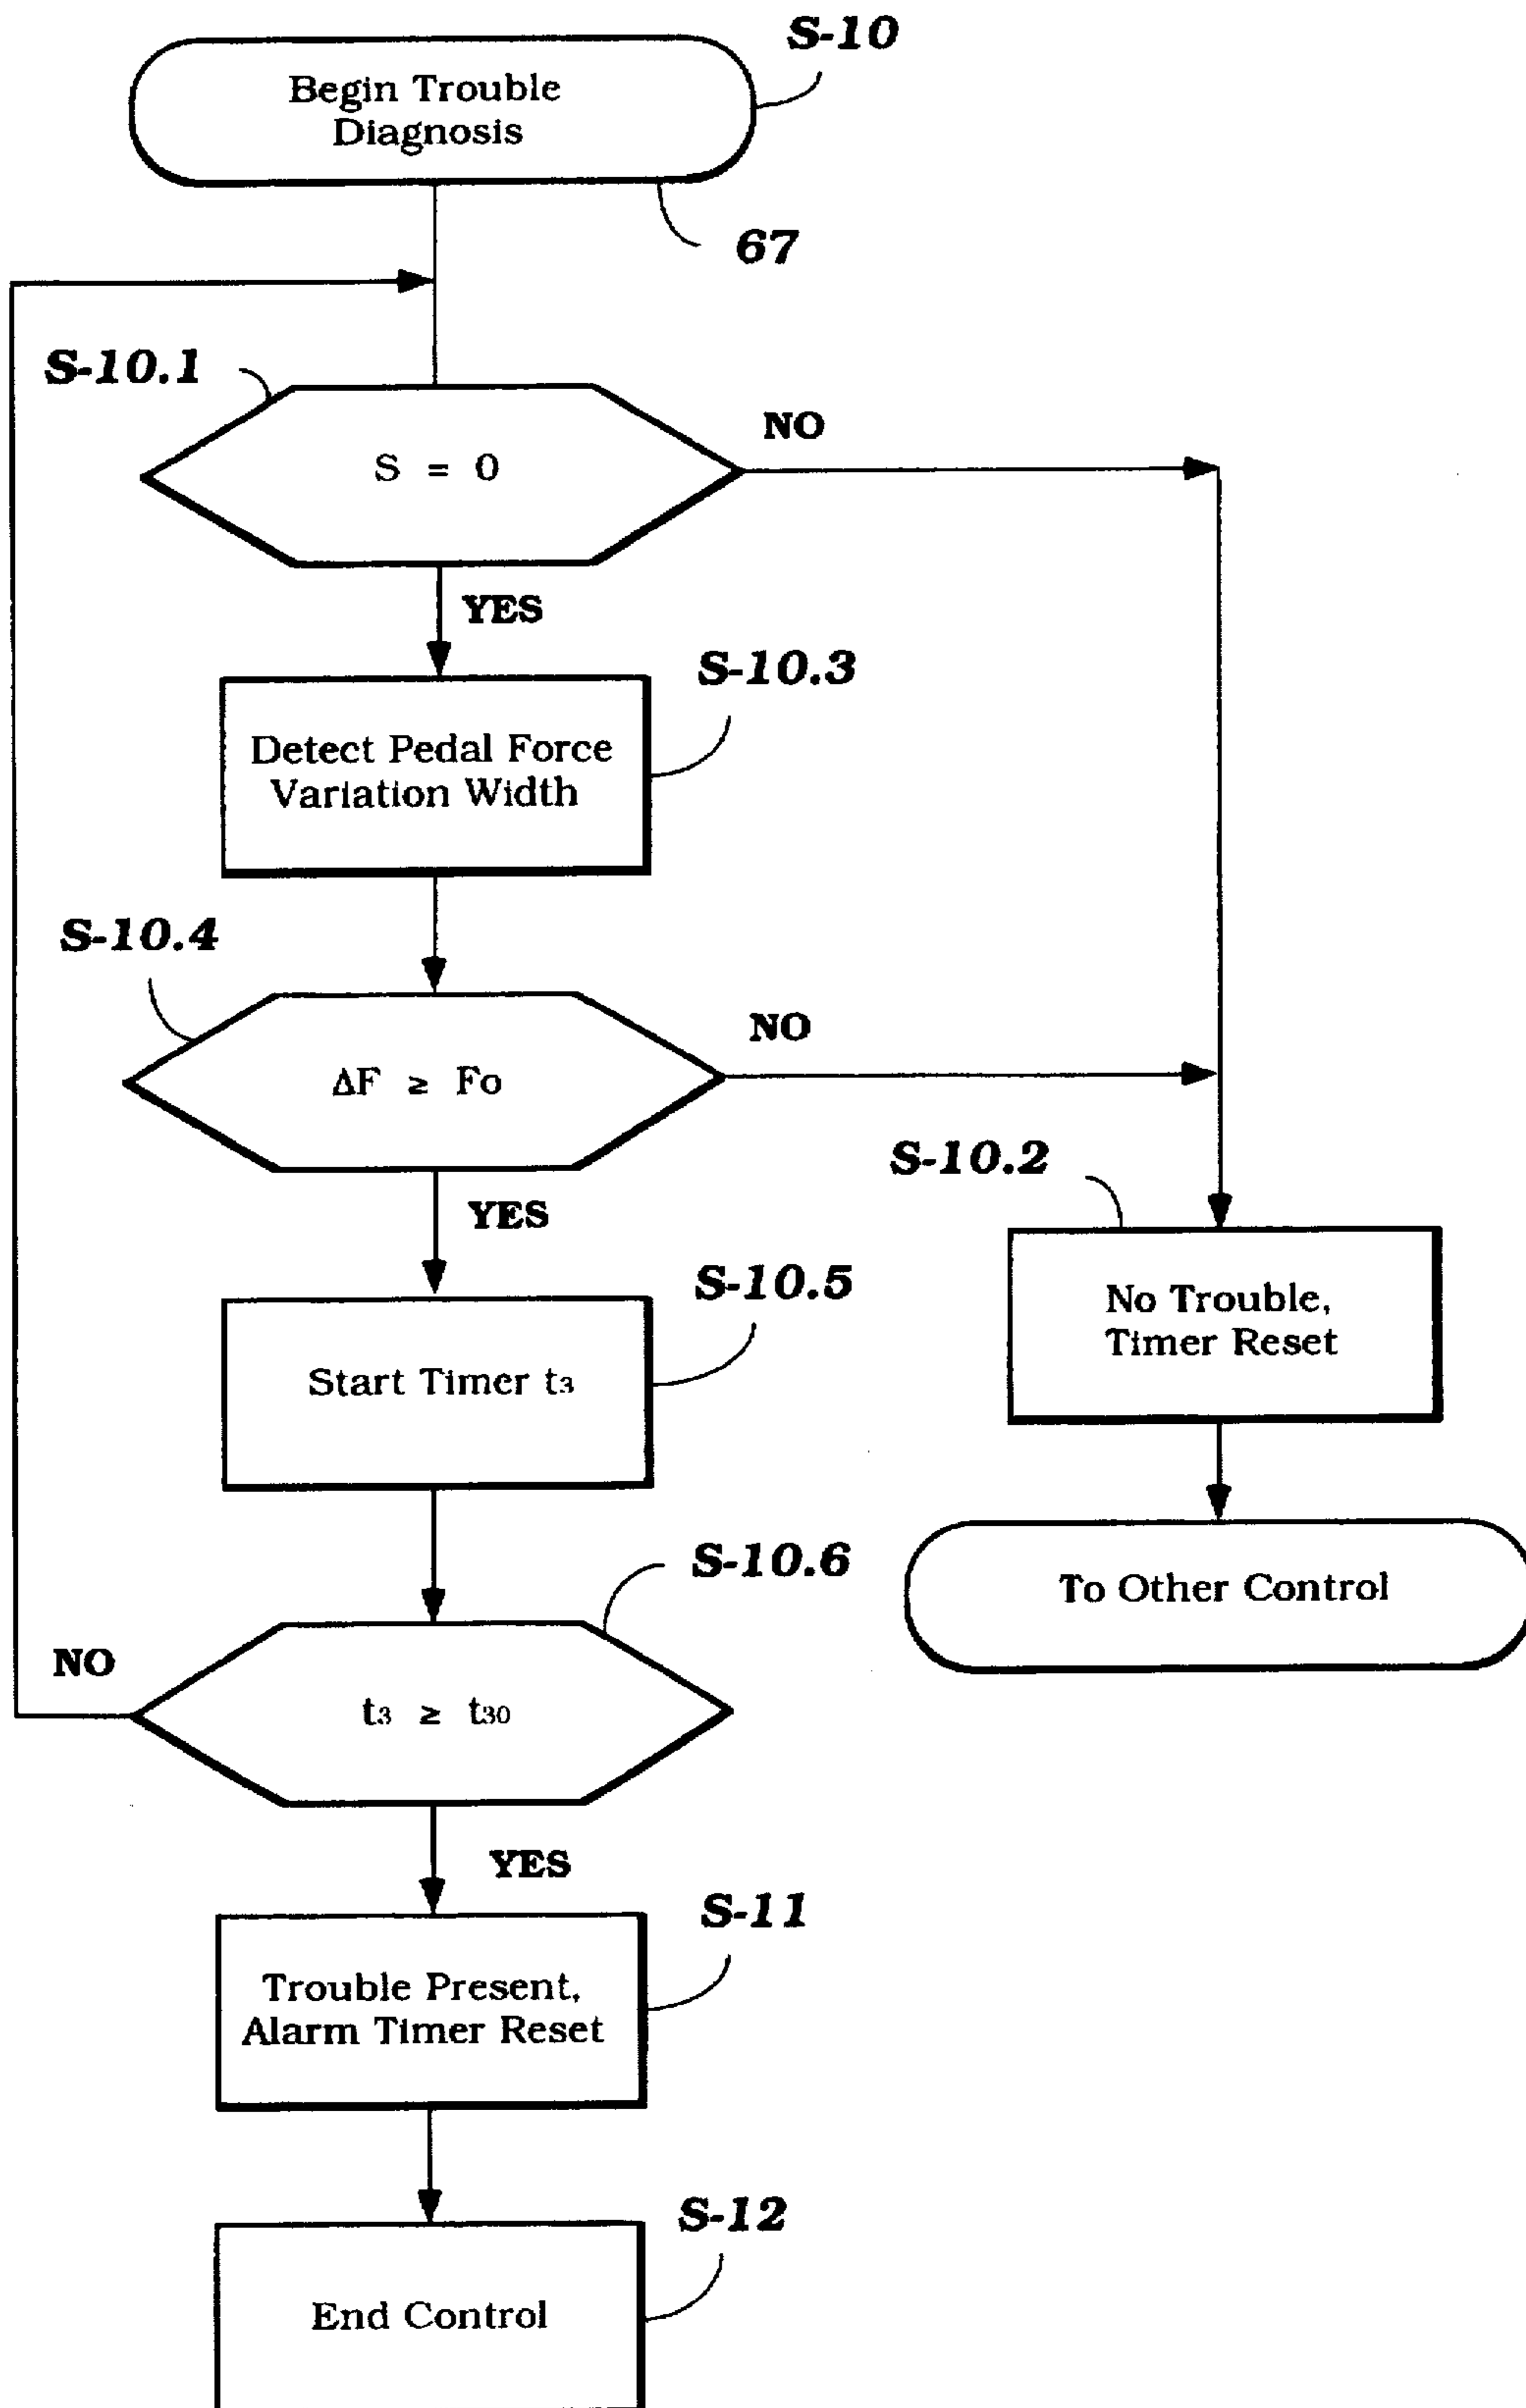 S-10
Begin Trouble
Diagnosis
67
S-10.1
S = 0
NO
YES
S-10.3
Detect Pedal Force
Variation Width
S-10.4
ΔF ≥ Fo
NO
YES
S-10.2
No Trouble,
Timer Reset
S-10.5
Start Timer t₃
To Other Control
S-10.6
NO
t₃ ≥ t₃₀
YES
S-11
Trouble Present,
Alarm Timer Reset
S-12
End Control